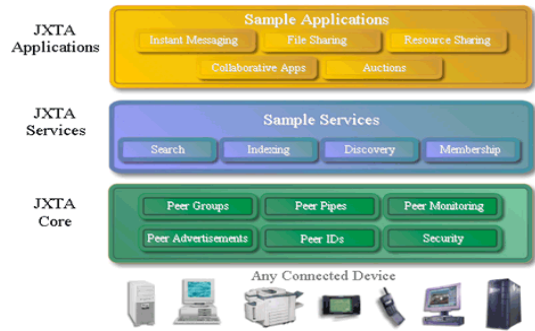 JXTA
Applications
Sample Applications
Instant Messaging File Sharing Resource Sharing
Collaborative Apps Auctions
JXTA
Services
Sample Services
Search Indexing Discovery Membership
JXTA
Core
Peer Groups Peer Pipes Peer Monitoring
Peer Advertisements Peer IDs Security
Any Connected Device